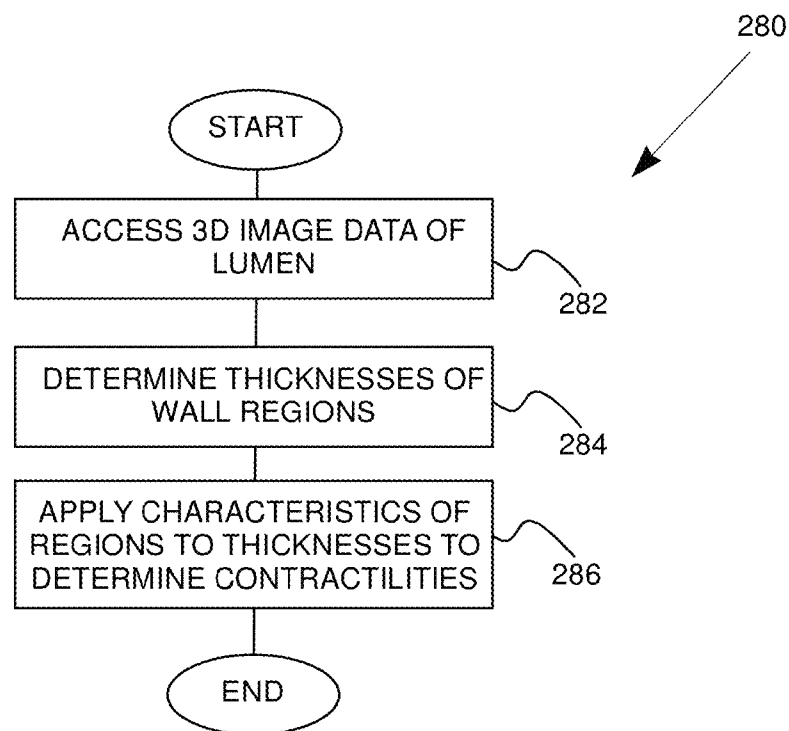 280
START
ACCESS 3D IMAGE DATA OF
LUMEN
282
DETERMINE THICKNESSES OF
WALL REGIONS
284
APPLY CHARACTERISTICS OF
REGIONS TO THICKNESSES TO
DETERMINE CONTRACTILITIES
286
END